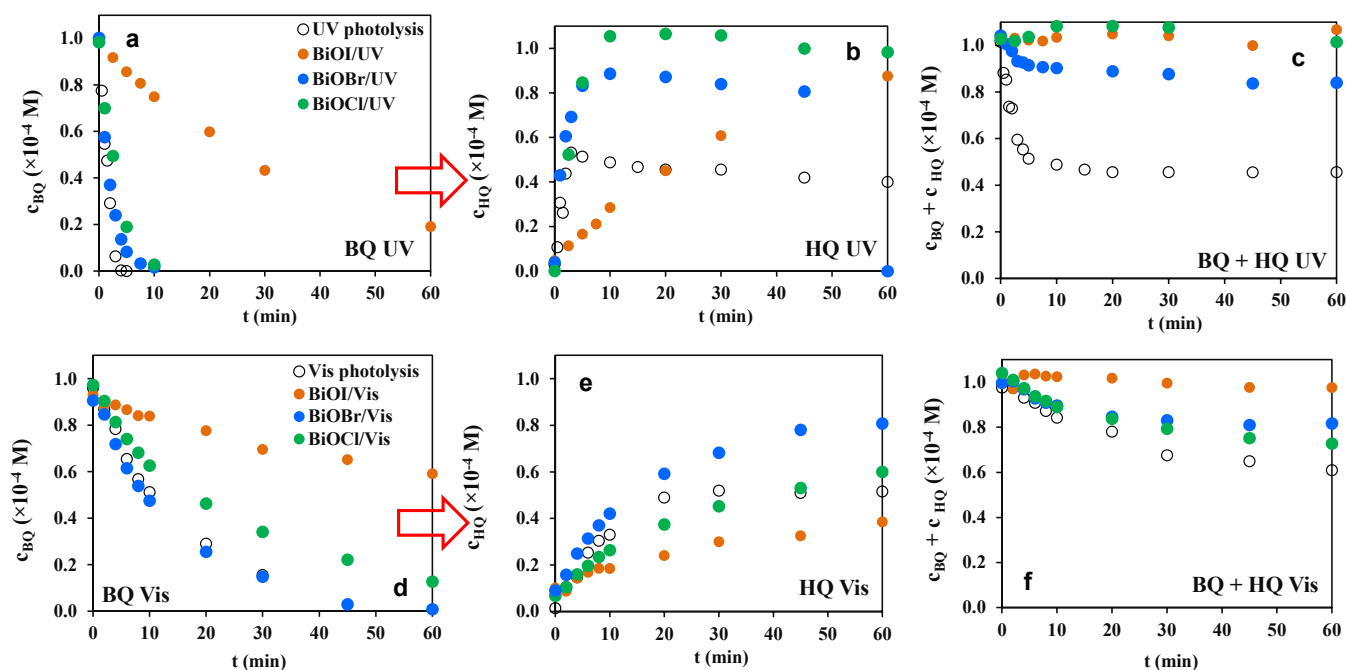 a
UV photolysis
BiOI/UV
BiOBr/UV
BiOCl/UV
1.0
0.8
0.6
0.4
0.2
0.0
c_BQ (×10⁻⁴ M)
BQ UV
0 10 20 30 40 50 60
t (min)
b
1.0
0.8
0.6
0.4
0.2
0.0
c_HQ (×10⁻⁴ M)
HQ UV
0 10 20 30 40 50 60
t (min)
c
1.0
0.8
0.6
0.4
0.2
0.0
c_BQ + c_HQ (×10⁻⁴ M)
BQ + HQ UV
0 10 20 30 40 50 60
t (min)
Vis photolysis
BiOI/Vis
BiOBr/Vis
BiOCl/Vis
1.0
0.8
0.6
0.4
0.2
0.0
c_BQ (×10⁻⁴ M)
BQ Vis
d
0 10 20 30 40 50 60
t (min)
e
1.0
0.8
0.6
0.4
0.2
0.0
c_HQ (×10⁻⁴ M)
HQ Vis
0 10 20 30 40 50 60
t (min)
1.0
0.8
0.6
0.4
0.2
0.0
c_BQ + c_HQ (×10⁻⁴ M)
f
BQ + HQ Vis
0 10 20 30 40 50 60
t (min)